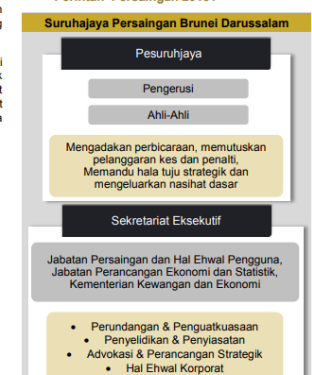 Suruhajaya Persaingan Brunei Darussalam
Pesuruhjaya
Pengerusi
Ahli-Ahli
Mengadakan perbicaraan, memutuskan
pelanggaran kes dan penalti,
Memandu hala tuju strategik dan
mengeluarkan nasihat dasar
Sekretariat Eksekutif
Jabatan Persaingan dan Hal Ehwal Pengguna,
Jabatan Perancangan Ekonomi dan Statistik,
Kementerian Kewangan dan Ekonomi
• Perundangan & Penguatkuasaan
• Penyelidikan & Penyiasatan
• Advokasi & Perancangan Strategik
• Hal Ehwal Korporat